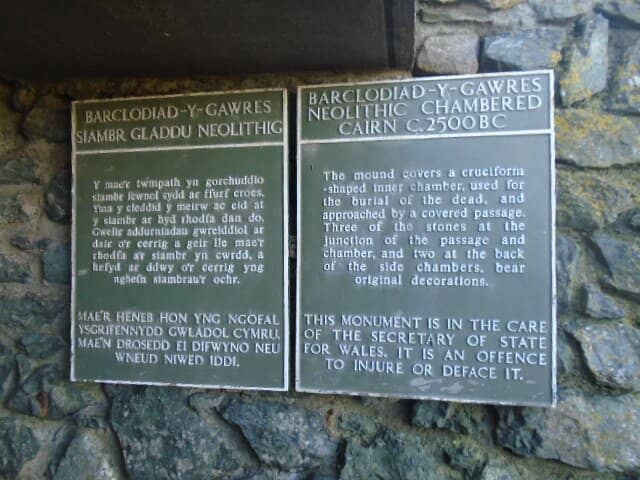 BARCLODIAD-Y-GAWRES
SIAMBR GLADDU NEOLITHIG
Y mae'r twmpath yn gorchuddio
siambr fewnol sydd ar ffurf croes.
Yma y cleddid y meirw ac eid at
y siambr ar hyd rhodfa dan do.
Gwelir addurniadau gwreiddiol ar
dair o'r cerrig a geir lle mae'r
rhodfa a'r siambr yn cwrdd, a
hefyd ar ddwy o'r cerrig yng
nghefn siambrau'r ochr.
MAE'R HENEB HON YNG NGOFAL
YSGRIFENNYDD GWLADOL CYMRU,
MAE'N DROSEDD EI DIFWYNO NEU
WNEUD NIWED IDDI.
BARCLODIAD-Y-GAWRES
NEOLITHIC CHAMBERED
CAIRN C.2500BC
The mound covers a cruciform
-shaped inner chamber, used for
the burial of the dead, and
approached by a covered passage.
Three of the stones at the
junction of the passage and
chamber, and two at the back
of the side chambers, bear
original decorations.
THIS MONUMENT IS IN THE CARE
OF THE SECRETARY OF STATE
FOR WALES. IT IS AN OFFENCE
TO INJURE OR DEFACE IT.